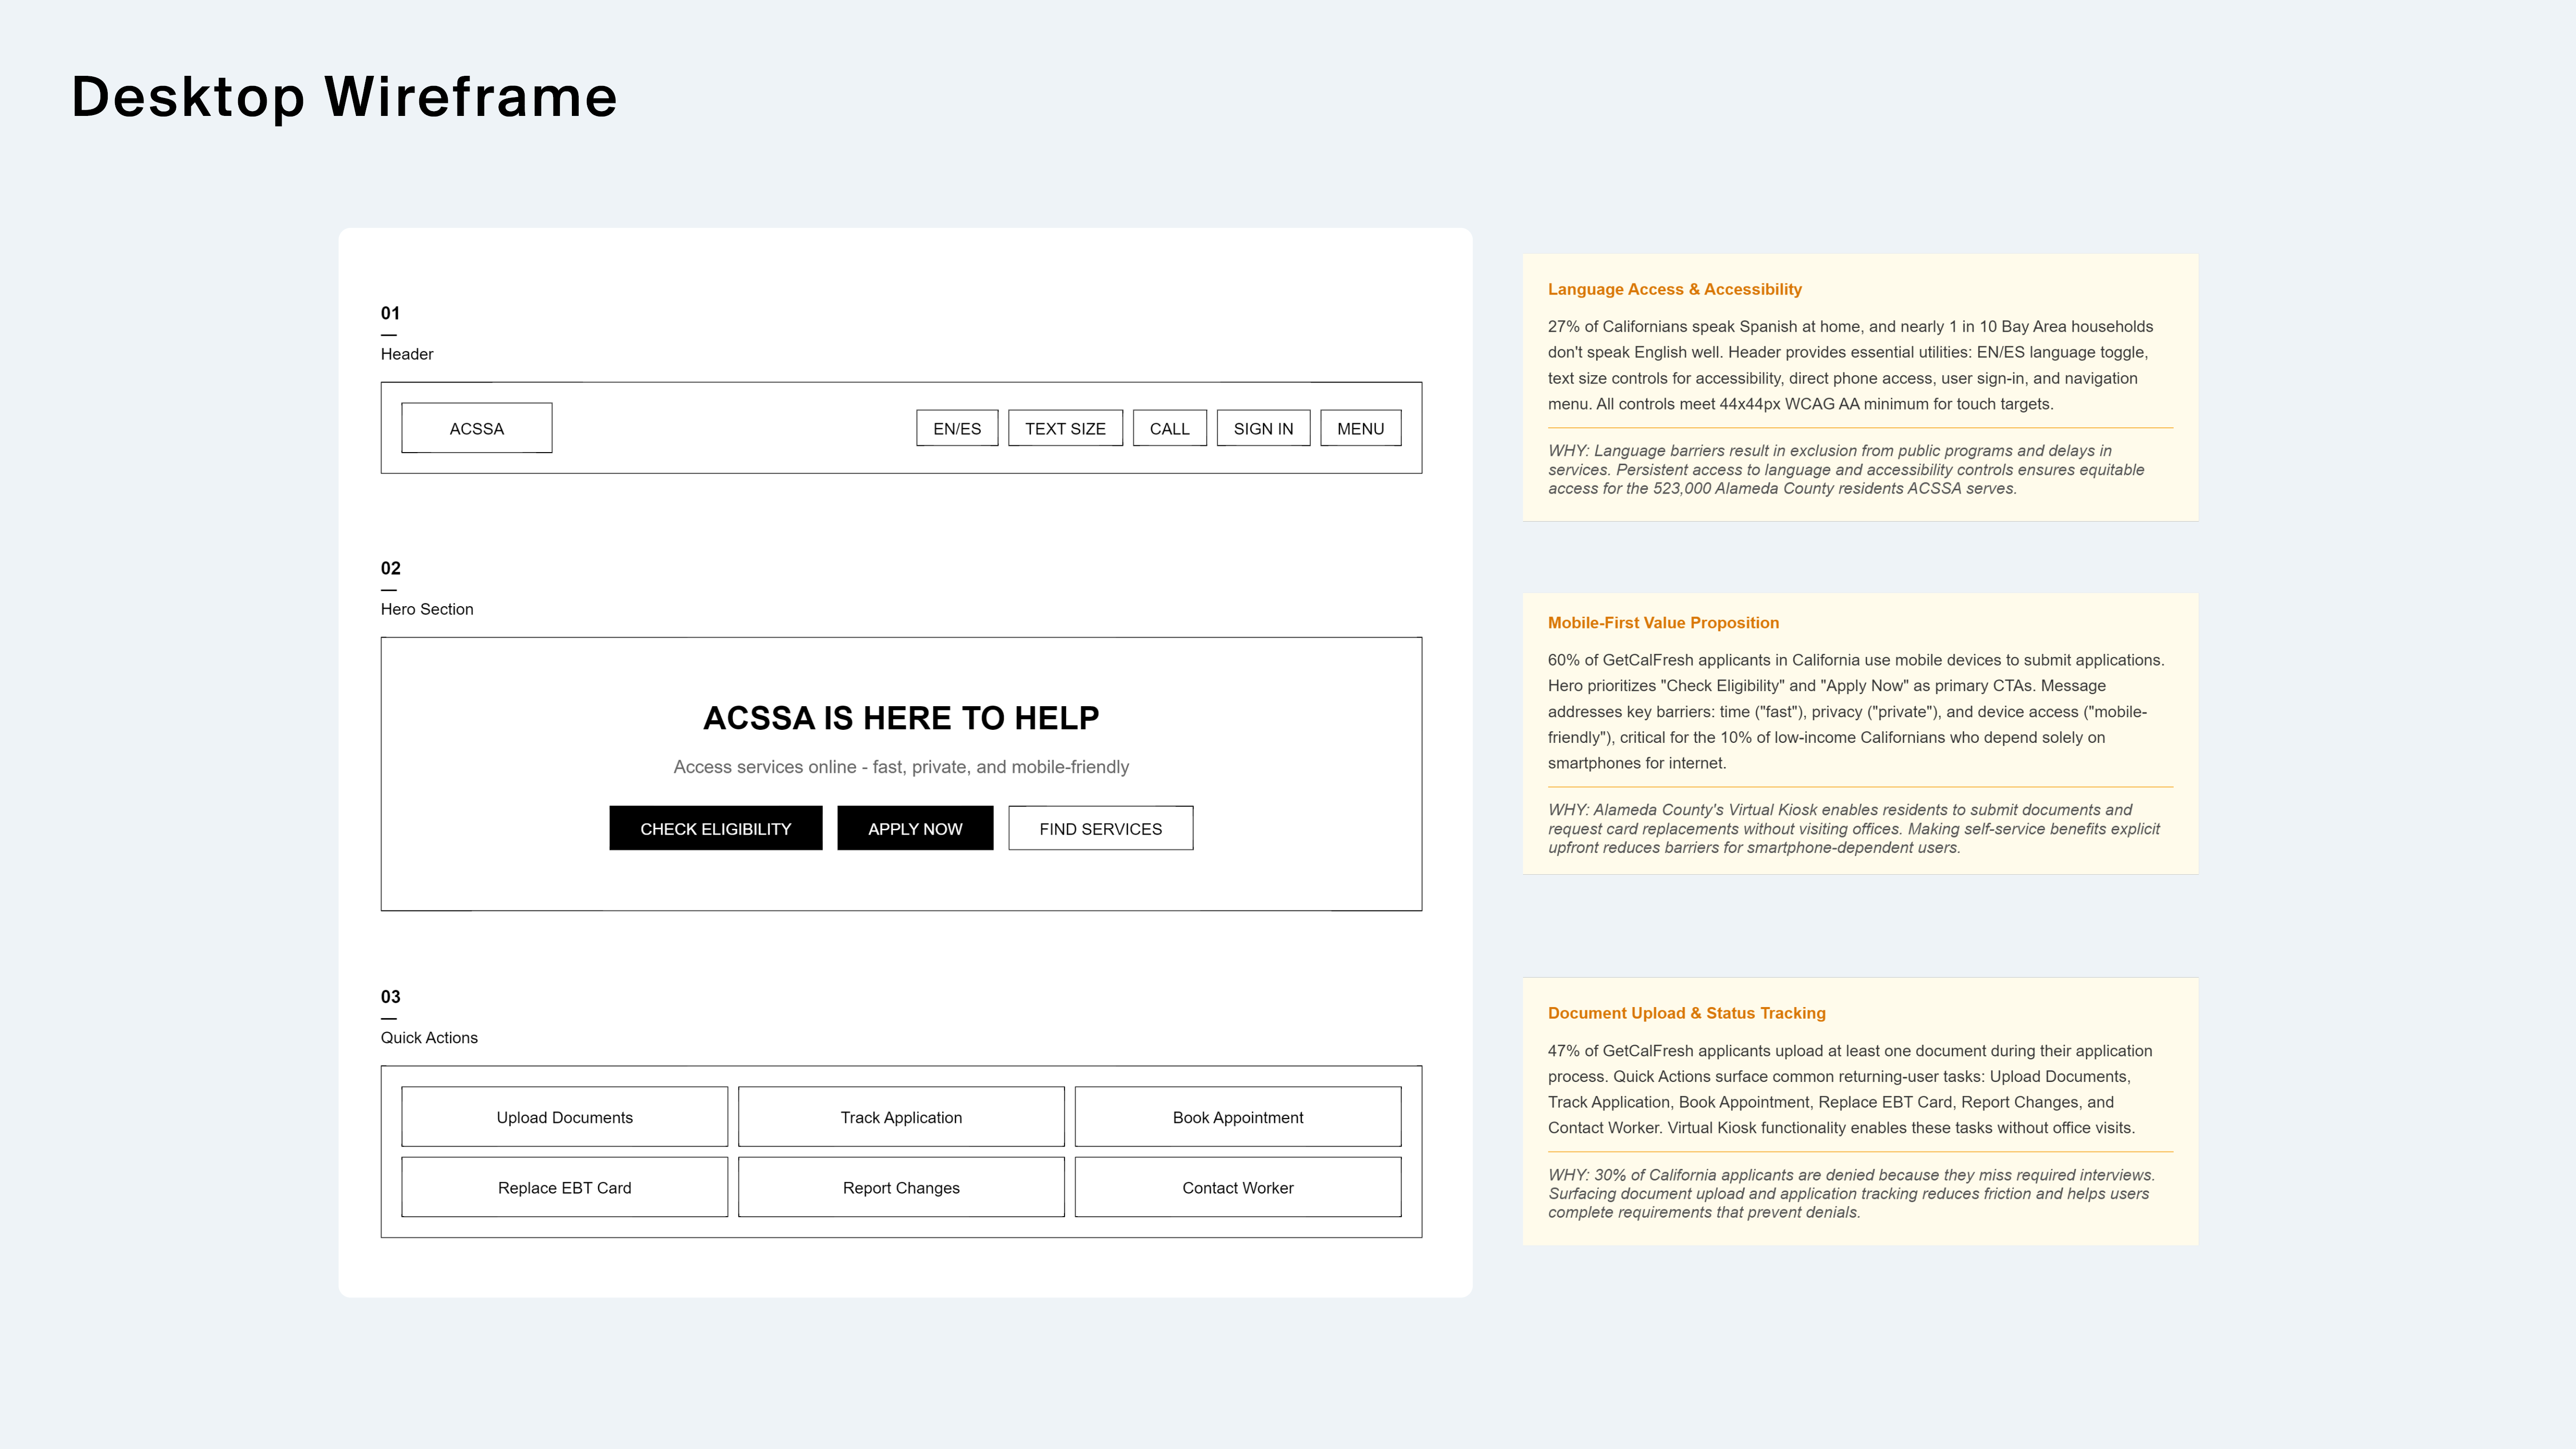 Desktop Wireframe
01
Header
ACSSA
EN/ES
TEXT SIZE
CALL
SIGN IN
MENU
Language Access & Accessibility
27% of Californians speak Spanish at home, and nearly 1 in 10 Bay Area households
don't speak English well. Header provides essential utilities: EN/ES language toggle,
text size controls for accessibility, direct phone access, user sign-in, and navigation
menu. All controls meet 44x44px WCAG AA minimum for touch targets.
WHY: Language barriers result in exclusion from public programs and delays in
services. Persistent access to language and accessibility controls ensures equitable
access for the 523,000 Alameda County residents ACSSA serves.
02
Hero Section
ACSSA IS HERE TO HELP
Access services online - fast, private, and mobile-friendly
CHECK ELIGIBILITY
APPLY NOW
FIND SERVICES
Mobile-First Value Proposition
60% of GetCalFresh applicants in California use mobile devices to submit applications.
Hero prioritizes "Check Eligibility" and "Apply Now" as primary CTAs. Message
addresses key barriers: time ("fast"), privacy ("private"), and device access ("mobile-
friendly"), critical for the 10% of low-income Californians who depend solely on
smartphones for internet.
WHY: Alameda County's Virtual Kiosk enables residents to submit documents and
request card replacements without visiting offices. Making self-service benefits explicit
upfront reduces barriers for smartphone-dependent users.
03
Quick Actions
Upload Documents
Track Application
Book Appointment
Replace EBT Card
Report Changes
Contact Worker
Document Upload & Status Tracking
47% of GetCalFresh applicants upload at least one document during their application
process. Quick Actions surface common returning-user tasks: Upload Documents,
Track Application, Book Appointment, Replace EBT Card, Report Changes, and
Contact Worker. Virtual Kiosk functionality enables these tasks without office visits.
WHY: 30% of California applicants are denied because they miss required interviews.
Surfacing document upload and application tracking reduces friction and helps users
complete requirements that prevent denials.